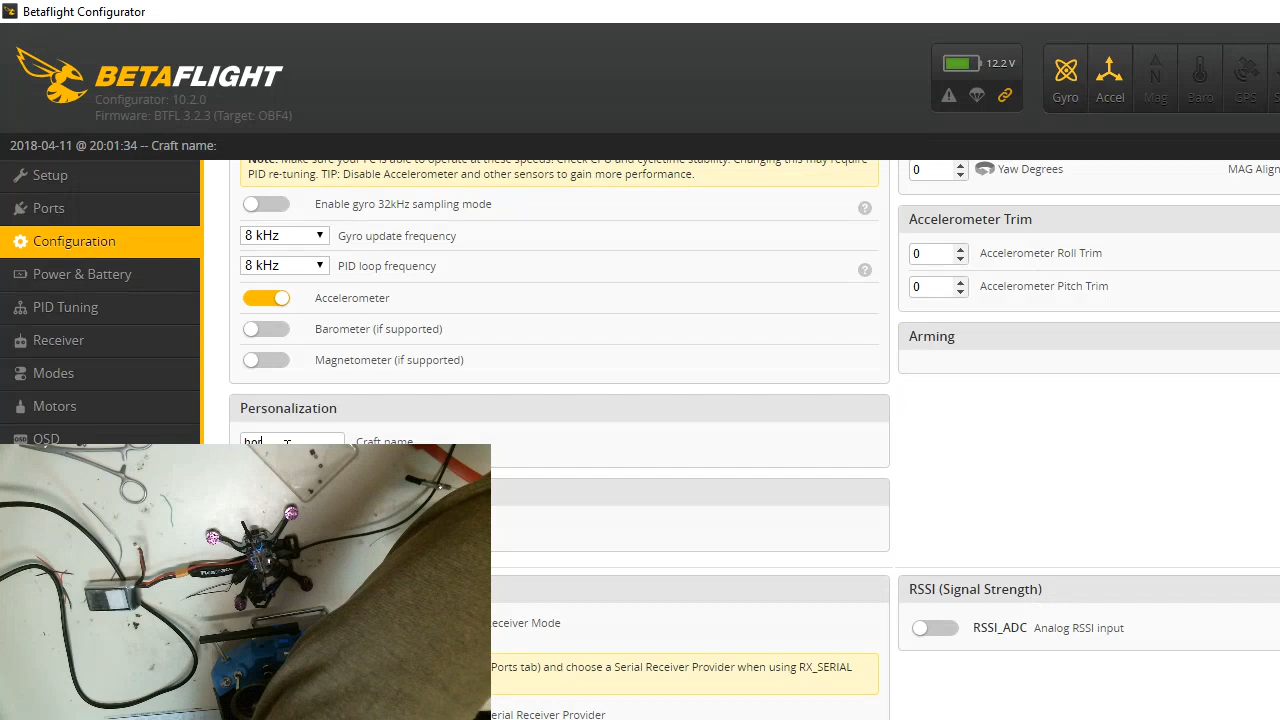 Betaflight Configurator
BETAFLIGHT
Configurator: 10.2.0
Firmware: BTFL 3.2.3 (Target: OBF4)
12.2 V
Gyro
Accel
Mag
Baro
GPS
2018-04-11 @ 20:01:34 -- Craft name:
Setup
Ports
Configuration
Power & Battery
PID Tuning
Receiver
Modes
Motors
OSD
Note: Make sure your FC is able to operate at these speeds! Check CPU and cycletime stability. Changing this may require
PID re-tuning. TIP: Disable Accelerometer and other sensors to gain more performance.
Enable gyro 32kHz sampling mode
8 kHz Gyro update frequency
8 kHz PID loop frequency
Accelerometer
Barometer (if supported)
Magnetometer (if supported)
Personalization
hor Craft name
eceiver Mode
Ports tab) and choose a Serial Receiver Provider when using RX_SERIAL
erial Receiver Provider
0 Yaw Degrees
MAG Align
Accelerometer Trim
0 Accelerometer Roll Trim
0 Accelerometer Pitch Trim
Arming
RSSI (Signal Strength)
RSSI_ADC Analog RSSI input